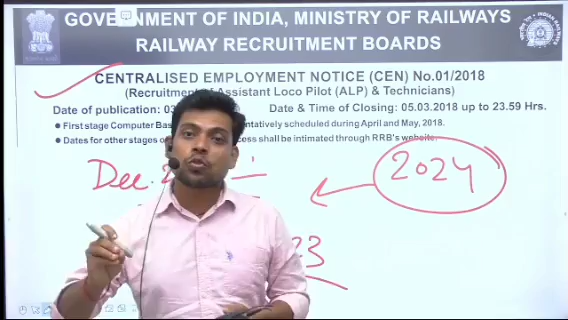 GOVERNMENT OF INDIA, MINISTRY OF RAILWAYS
RAILWAY RECRUITMENT BOARDS
CENTRALISED EMPLOYMENT NOTICE (CEN) No.01/2018
(Recruitment of Assistant Loco Pilot (ALP) & Technicians)
Date of publication: 03 Date & Time of Closing: 05.03.2018 up to 23.59 Hrs.
• First stage Computer Bas tentatively scheduled during April and May, 2018.
• Dates for other stages o cess shall be intimated through RRB's website.
Dec. 2
2024
23